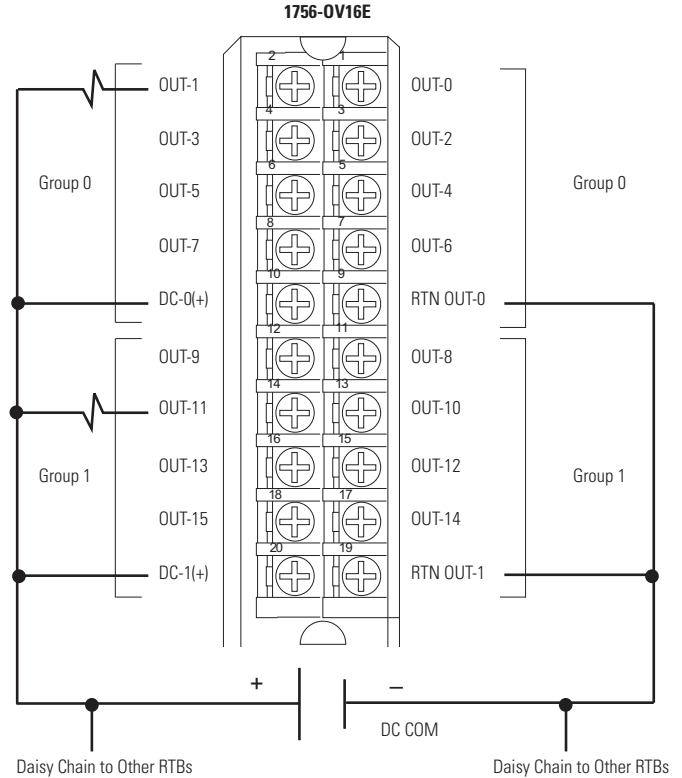 1756-OV16E
2 1
OUT-1 OUT-0
4 3
OUT-3 OUT-2
6 5
Group 0 OUT-5 OUT-4 Group 0
8 7
OUT-7 OUT-6
10 9
DC-0(+) RTN OUT-0
12 11
OUT-9 OUT-8
14 13
OUT-11 OUT-10
16 15
Group 1 OUT-13 OUT-12 Group 1
18 17
OUT-15 OUT-14
20 19
DC-1(+) RTN OUT-1
+ –
DC COM
Daisy Chain to Other RTBs Daisy Chain to Other RTBs